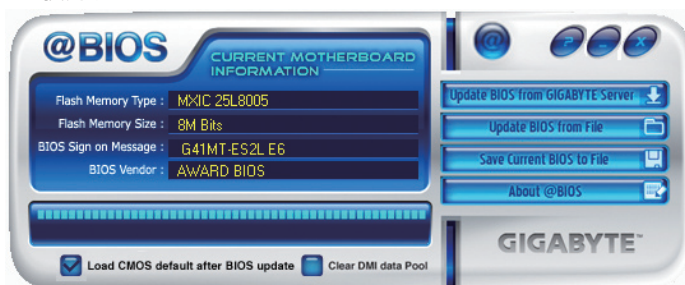 @BIOS
CURRENT MOTHERBOARD
INFORMATION
Flash Memory Type : MXIC 25L8005
Flash Memory Size : 8M Bits
BIOS Sign on Message : G41MT-ES2L E6
BIOS Vendor : AWARD BIOS
Load CMOS default after BIOS update
Clear DMI data Pool
@
?
_
X
Update BIOS from GIGABYTE Server
Update BIOS from File
Save Current BIOS to File
About @BIOS
GIGABYTE™